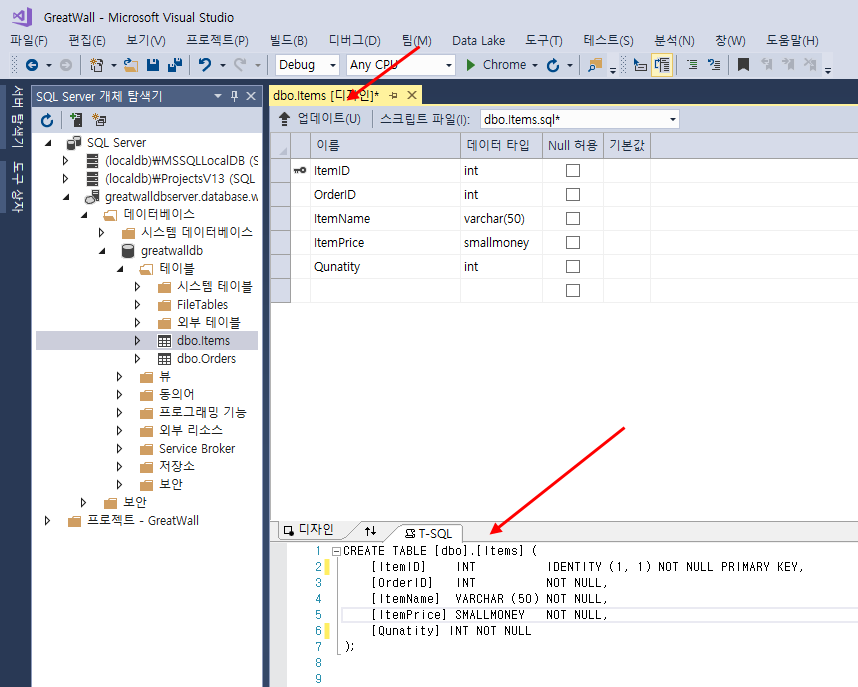 GreatWall - Microsoft Visual Studio
파일(F) 편집(E) 보기(V) 프로젝트(P) 빌드(B) 디버그(D) 팀(M) Data Lake 도구(T) 테스트(S) 분석(N) 창(W) 도움말(H)
Debug Any CPU Chrome
서버 탐색기
도구 상자
SQL Server 개체 탐색기
SQL Server
(localdb)₩MSSQLLocalDB (S
(localdb)₩ProjectsV13 (SQL
greatwalldbserver.database.w
데이터베이스
시스템 데이터베이스
greatwalldb
테이블
시스템 테이블
FileTables
외부 테이블
dbo.Items
dbo.Orders
뷰
동의어
프로그래밍 기능
외부 리소스
Service Broker
저장소
보안
보안
프로젝트 - GreatWall
dbo.Items [디자인]*
업데이트(U) 스크립트 파일(I): dbo.Items.sql*
이름 데이터 타입 Null 허용 기본값
ItemID int
OrderID int
ItemName varchar(50)
ItemPrice smallmoney
Qunatity int
디자인 T-SQL
1 CREATE TABLE [dbo].[Items] (
2 [ItemID] INT IDENTITY (1, 1) NOT NULL PRIMARY KEY,
3 [OrderID] INT NOT NULL,
4 [ItemName] VARCHAR (50) NOT NULL,
5 [ItemPrice] SMALLMONEY NOT NULL,
6 [Qunatity] INT NOT NULL
7 );
8
9